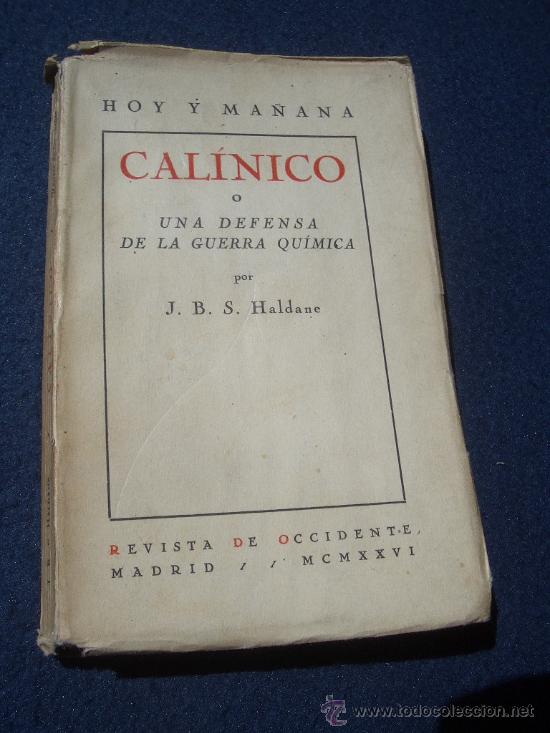 HOY Y MAÑANA
CALÍNICO
O
UNA DEFENSA
DE LA GUERRA QUÍMICA
por
J. B. S. Haldane
REVISTA DE OCCIDENTE,
MADRID / / MCMXXVI
© todocoleccion
www.todocoleccion.net